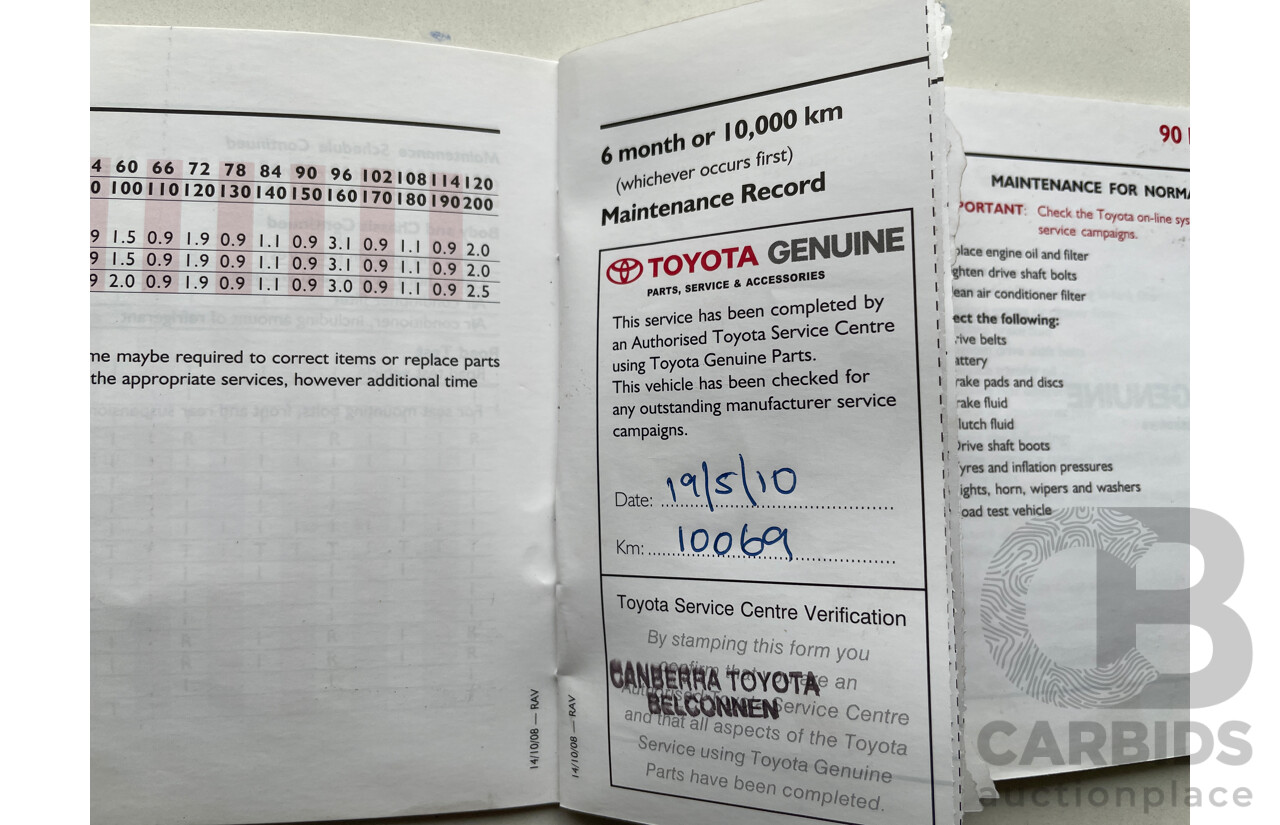 4 60 66 72 78 84 90 96 102 108 114 120
0 100 110 120 130 140 150 160 170 180 190 200
9 1.5 0.9 1.9 0.9 1.1 0.9 3.1 0.9 1.1 0.9 2.0
9 1.5 0.9 1.9 0.9 1.1 0.9 3.1 0.9 1.1 0.9 2.0
9 2.0 0.9 1.9 0.9 1.1 0.9 3.0 0.9 1.1 0.9 2.5
me maybe required to correct items or replace parts
the appropriate services, however additional time
14/10/08 — RAV
6 month or 10,000 km
(whichever occurs first)
Maintenance Record
TOYOTA GENUINE
PARTS, SERVICE & ACCESSORIES
This service has been completed by
an Authorised Toyota Service Centre
using Toyota Genuine Parts.
This vehicle has been checked for
any outstanding manufacturer service
campaigns.
Date: 19/5/10
Km: 10069
Toyota Service Centre Verification
By stamping this form you
confirm that you are an
Authorised Toyota Service Centre
and that all aspects of the Toyota
Service using Toyota Genuine
Parts have been completed.
CANBERRA TOYOTA
BELCONNEN
14/10/08 — RAV
90
MAINTENANCE FOR NORMA
PORTANT: Check the Toyota on-line sys
service campaigns.
place engine oil and filter
ghten drive shaft bolts
ean air conditioner filter
ect the following:
rive belts
attery
rake pads and discs
rake fluid
lutch fluid
Drive shaft boots
yres and inflation pressures
ights, horn, wipers and washers
oad test vehicle
CB
CARBIDS
auctionplace